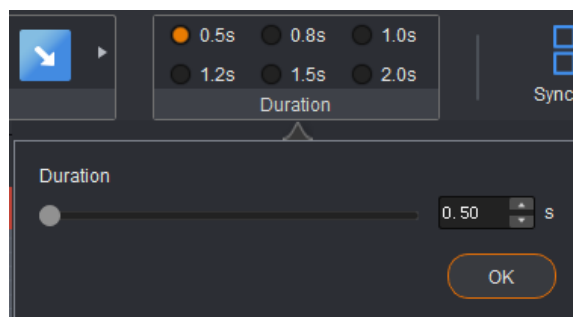 0.5s 0.8s 1.0s
1.2s 1.5s 2.0s
Duration
Sync
Duration
0.50 s
OK